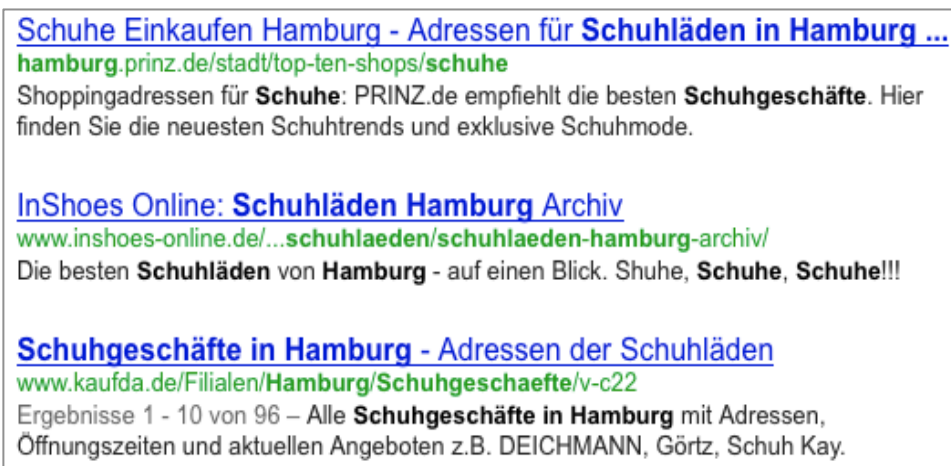 Schuhe Einkaufen Hamburg - Adressen für Schuhläden in Hamburg ...
hamburg.prinz.de/stadt/top-ten-shops/schuhe
Shoppingadressen für Schuhe: PRINZ.de empfiehlt die besten Schuhgeschäfte. Hier
finden Sie die neuesten Schuhtrends und exklusive Schuhmode.
InShoes Online: Schuhläden Hamburg Archiv
www.inshoes-online.de/...schuhlaeden/schuhlaeden-hamburg-archiv/
Die besten Schuhläden von Hamburg - auf einen Blick. Shuhe, Schuhe, Schuhe!!!
Schuhgeschäfte in Hamburg - Adressen der Schuhläden
www.kaufda.de/Filialen/Hamburg/Schuhgeschaefte/v-c22
Ergebnisse 1 - 10 von 96 – Alle Schuhgeschäfte in Hamburg mit Adressen,
Öffnungszeiten und aktuellen Angeboten z.B. DEICHMANN, Görtz, Schuh Kay.